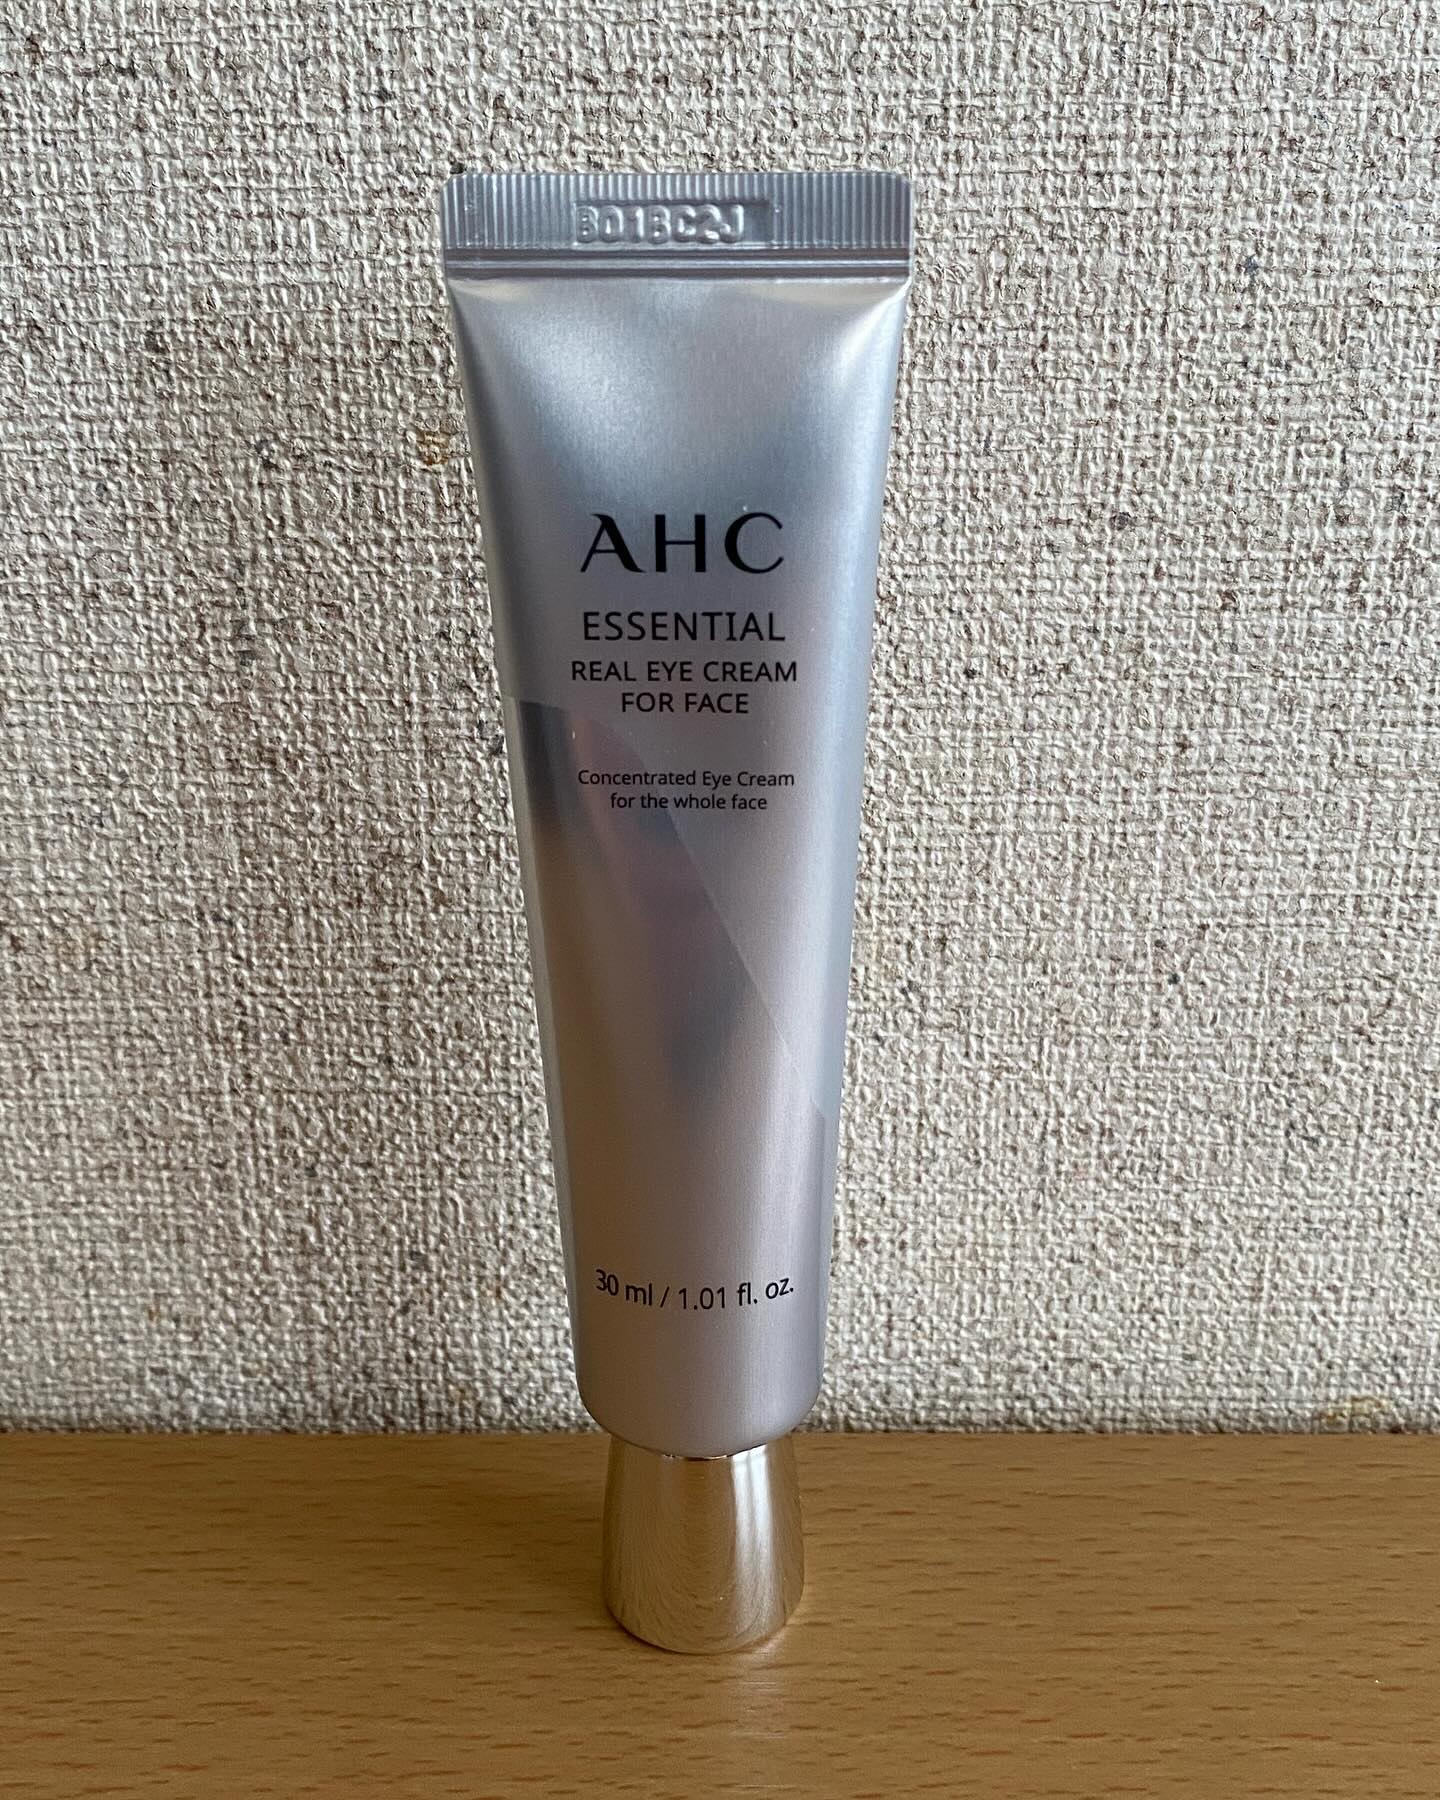 B01BC2J
AHC
ESSENTIAL
REAL EYE CREAM
FOR FACE
Concentrated Eye Cream
for the whole face
30 ml / 1.01 fl. oz.